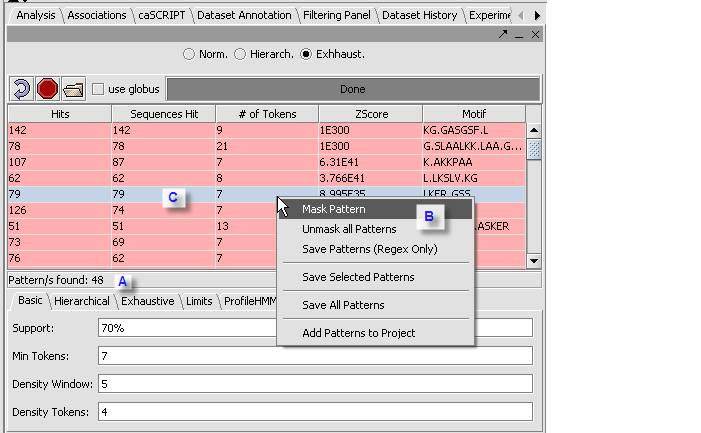 Analysis Associations caSCRIPT Dataset Annotation Filtering Panel Dataset History
Norm. Hierarch. Exhhaust.
use globus Done
Hits Sequences Hit # of Tokens ZScore Motif
142 142 9 1E300 KG.GASGSF.L
78 78 21 1E300 G.SLAALKK.LAA.G...
107 87 7 6.31E41 K.AKKPAA
62 62 8 3.766E41 L.LKSLV.KG
79 79 C 7 8.995E35 LKER.GSS
126 74 7 Mask Pattern B
51 51 13 Unmask all Patterns .ASKER
73 69 7 Save Patterns (Regex Only)
76 62 7
Pattern/s found: 48 A Save Selected Patterns
Basic Hierarchical Exhaustive Limits ProfileHMM Save All Patterns
Support: 70% Add Patterns to Project
Min Tokens: 7
Density Window: 5
Density Tokens: 4